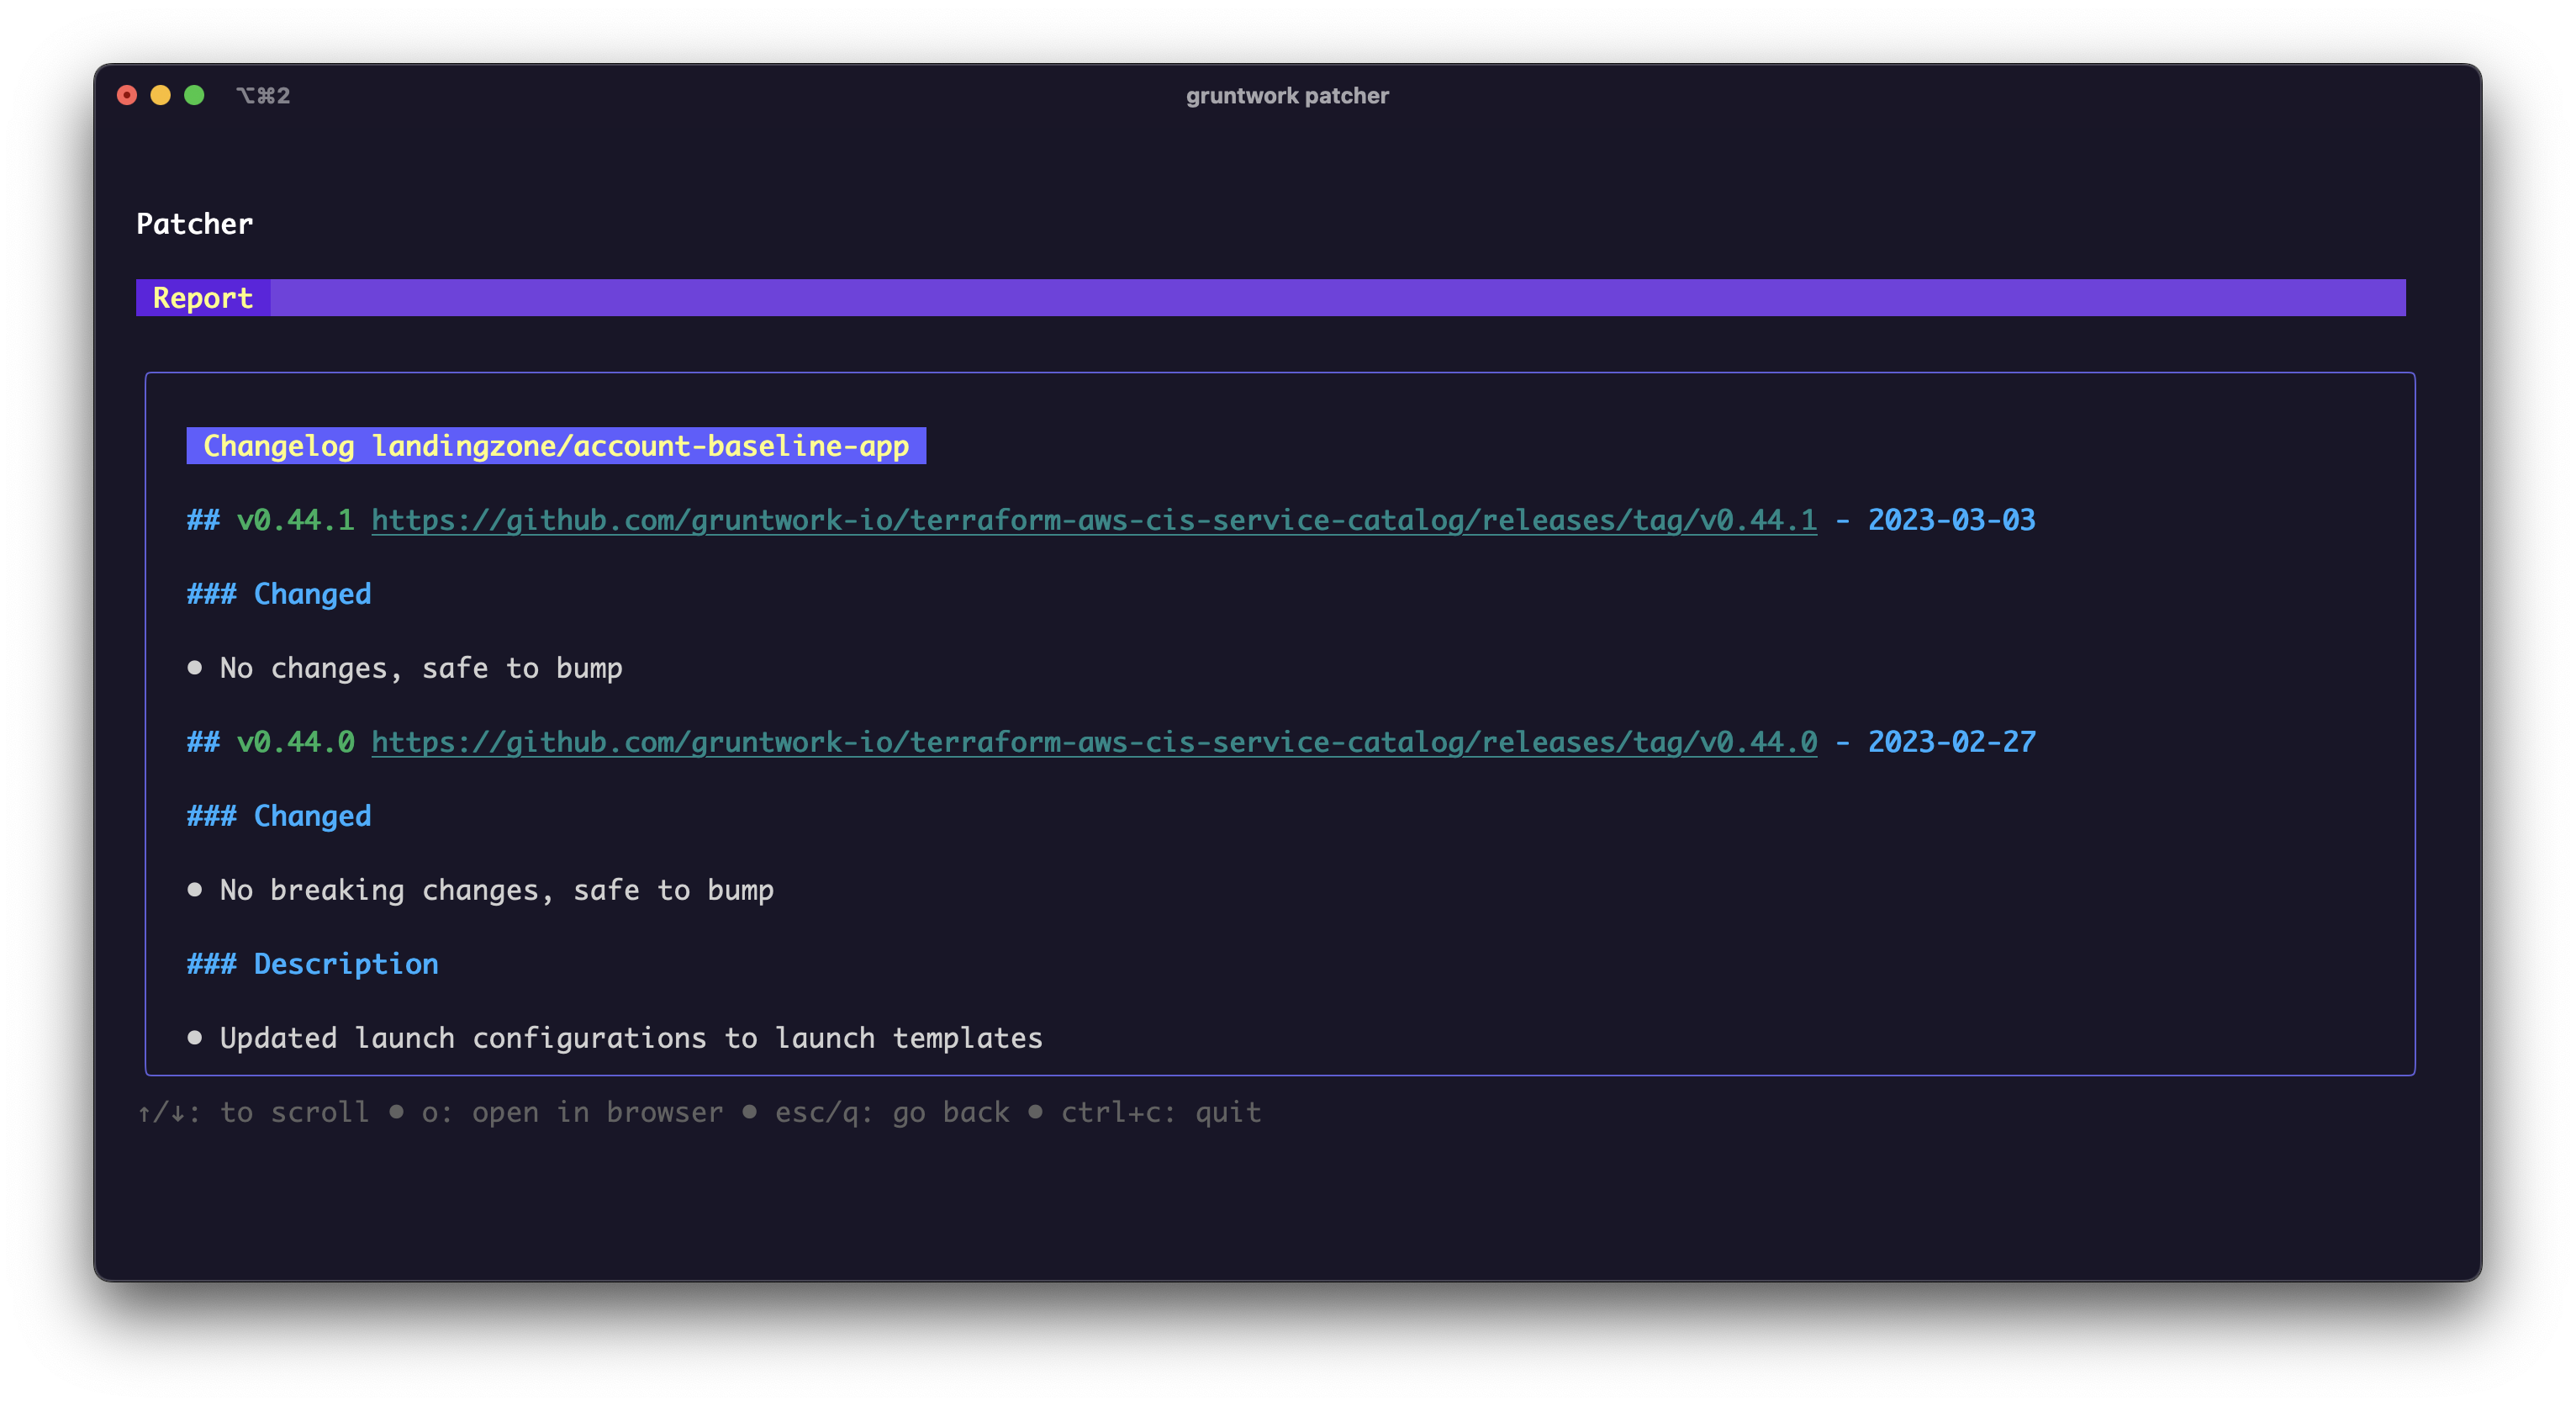 ⌥⌘2 gruntwork patcher
Patcher
Report
Changelog landingzone/account-baseline-app
## v0.44.1 https://github.com/gruntwork-io/terraform-aws-cis-service-catalog/releases/tag/v0.44.1 - 2023-03-03
### Changed
● No changes, safe to bump
## v0.44.0 https://github.com/gruntwork-io/terraform-aws-cis-service-catalog/releases/tag/v0.44.0 - 2023-02-27
### Changed
● No breaking changes, safe to bump
### Description
● Updated launch configurations to launch templates
↑/↓: to scroll ● o: open in browser ● esc/q: go back ● ctrl+c: quit